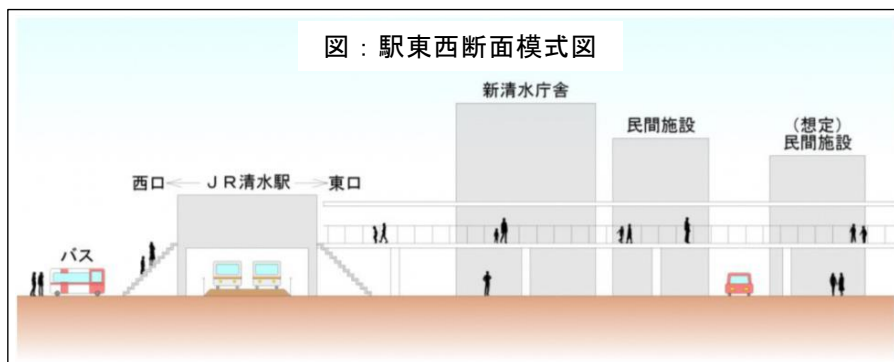 図：駅東西断面模式図
新清水庁舎
民間施設
（想定）
民間施設
西口
ＪＲ清水駅
東口
バス